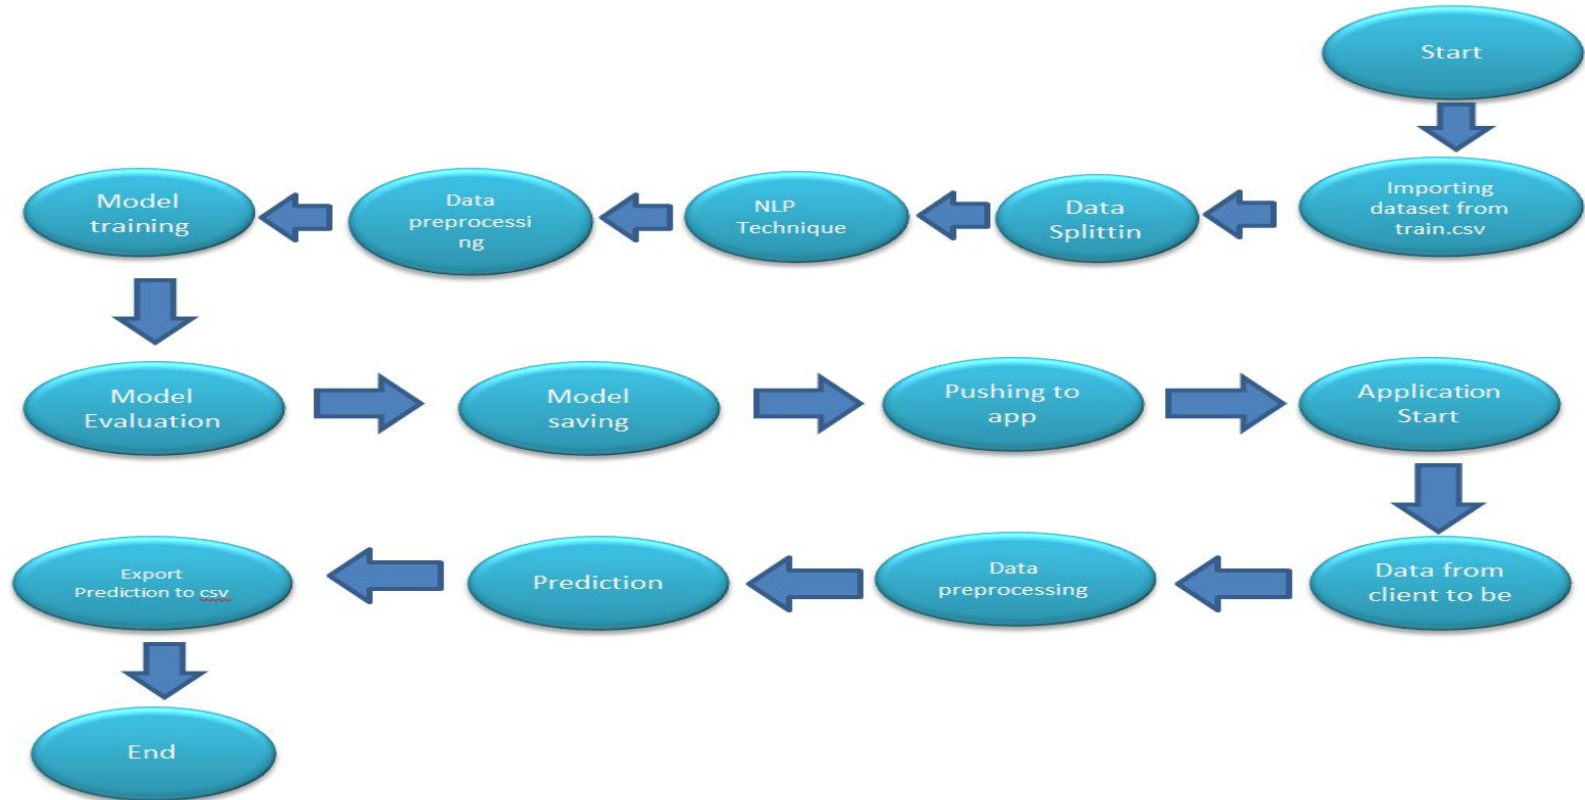 Start
Importing
dataset from
train.csv
Data
Splittin
NLP
Technique
Data
preprocessi
ng
Model
training
Model
Evaluation
Model
saving
Pushing to
app
Application
Start
Data from
client to be
Data
preprocessing
Prediction
Export
Prediction to csv
End